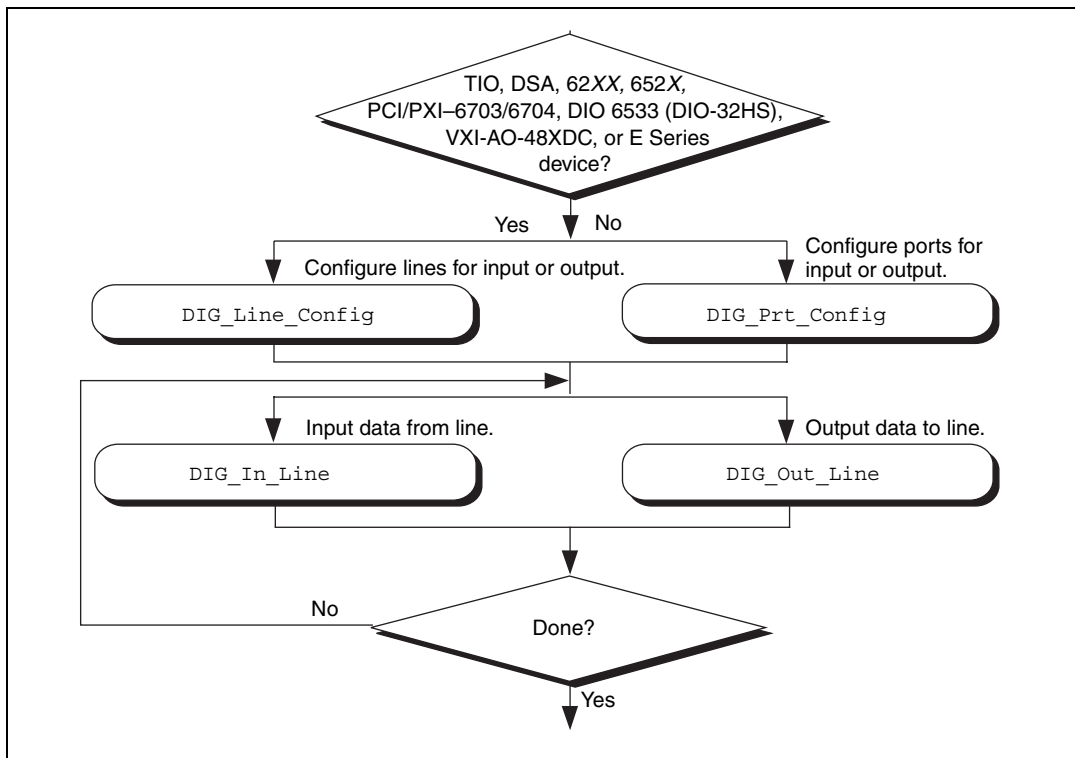 TIO, DSA, 62XX, 652X,
PCI/PXI–6703/6704, DIO 6533 (DIO-32HS),
VXI-AO-48XDC, or E Series
device?
Yes
No
Configure lines for input or output.
Configure ports for
input or output.
DIG_Line_Config
DIG_Prt_Config
Input data from line.
Output data to line.
DIG_In_Line
DIG_Out_Line
No
Done?
Yes